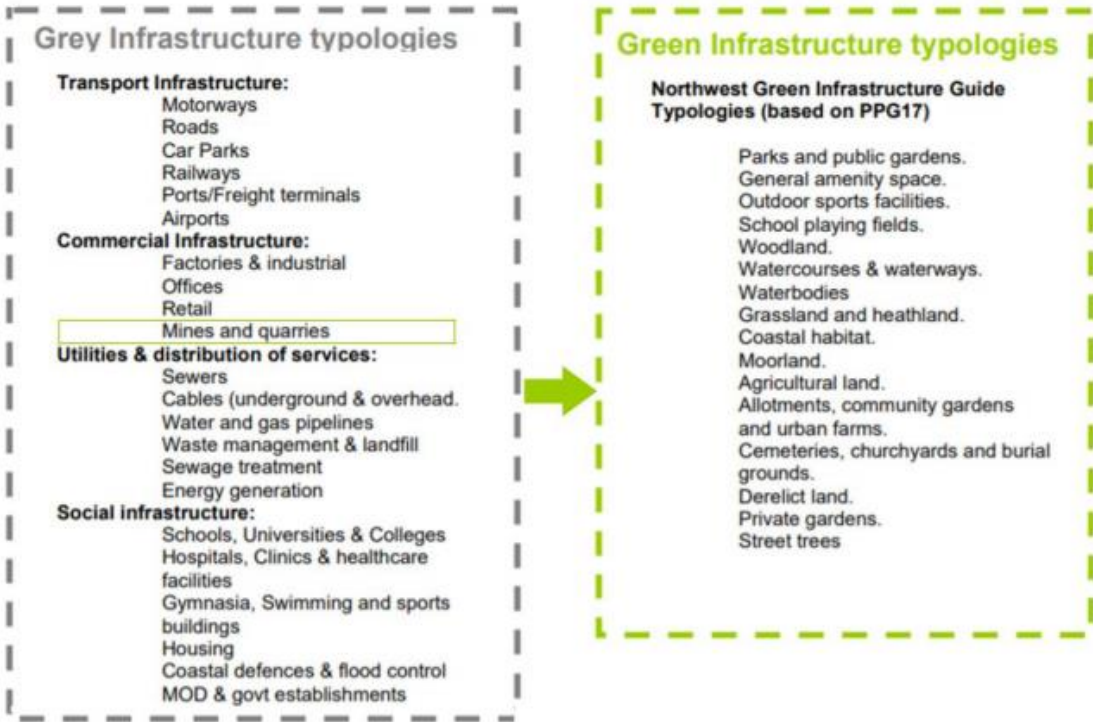 Grey Infrastructure typologies
Transport Infrastructure:
Motorways
Roads
Car Parks
Railways
Ports/Freight terminals
Airports
Commercial Infrastructure:
Factories & industrial
Offices
Retail
Mines and quarries
Utilities & distribution of services:
Sewers
Cables (underground & overhead.
Water and gas pipelines
Waste management & landfill
Sewage treatment
Energy generation
Social infrastructure:
Schools, Universities & Colleges
Hospitals, Clinics & healthcare
facilities
Gymnasia, Swimming and sports
buildings
Housing
Coastal defences & flood control
MOD & govt establishments
Green Infrastructure typologies
Northwest Green Infrastructure Guide
Typologies (based on PPG17)
Parks and public gardens.
General amenity space.
Outdoor sports facilities.
School playing fields.
Woodland.
Watercourses & waterways.
Waterbodies
Grassland and heathland.
Coastal habitat.
Moorland.
Agricultural land.
Allotments, community gardens
and urban farms.
Cemeteries, churchyards and burial
grounds.
Derelict land.
Private gardens.
Street trees